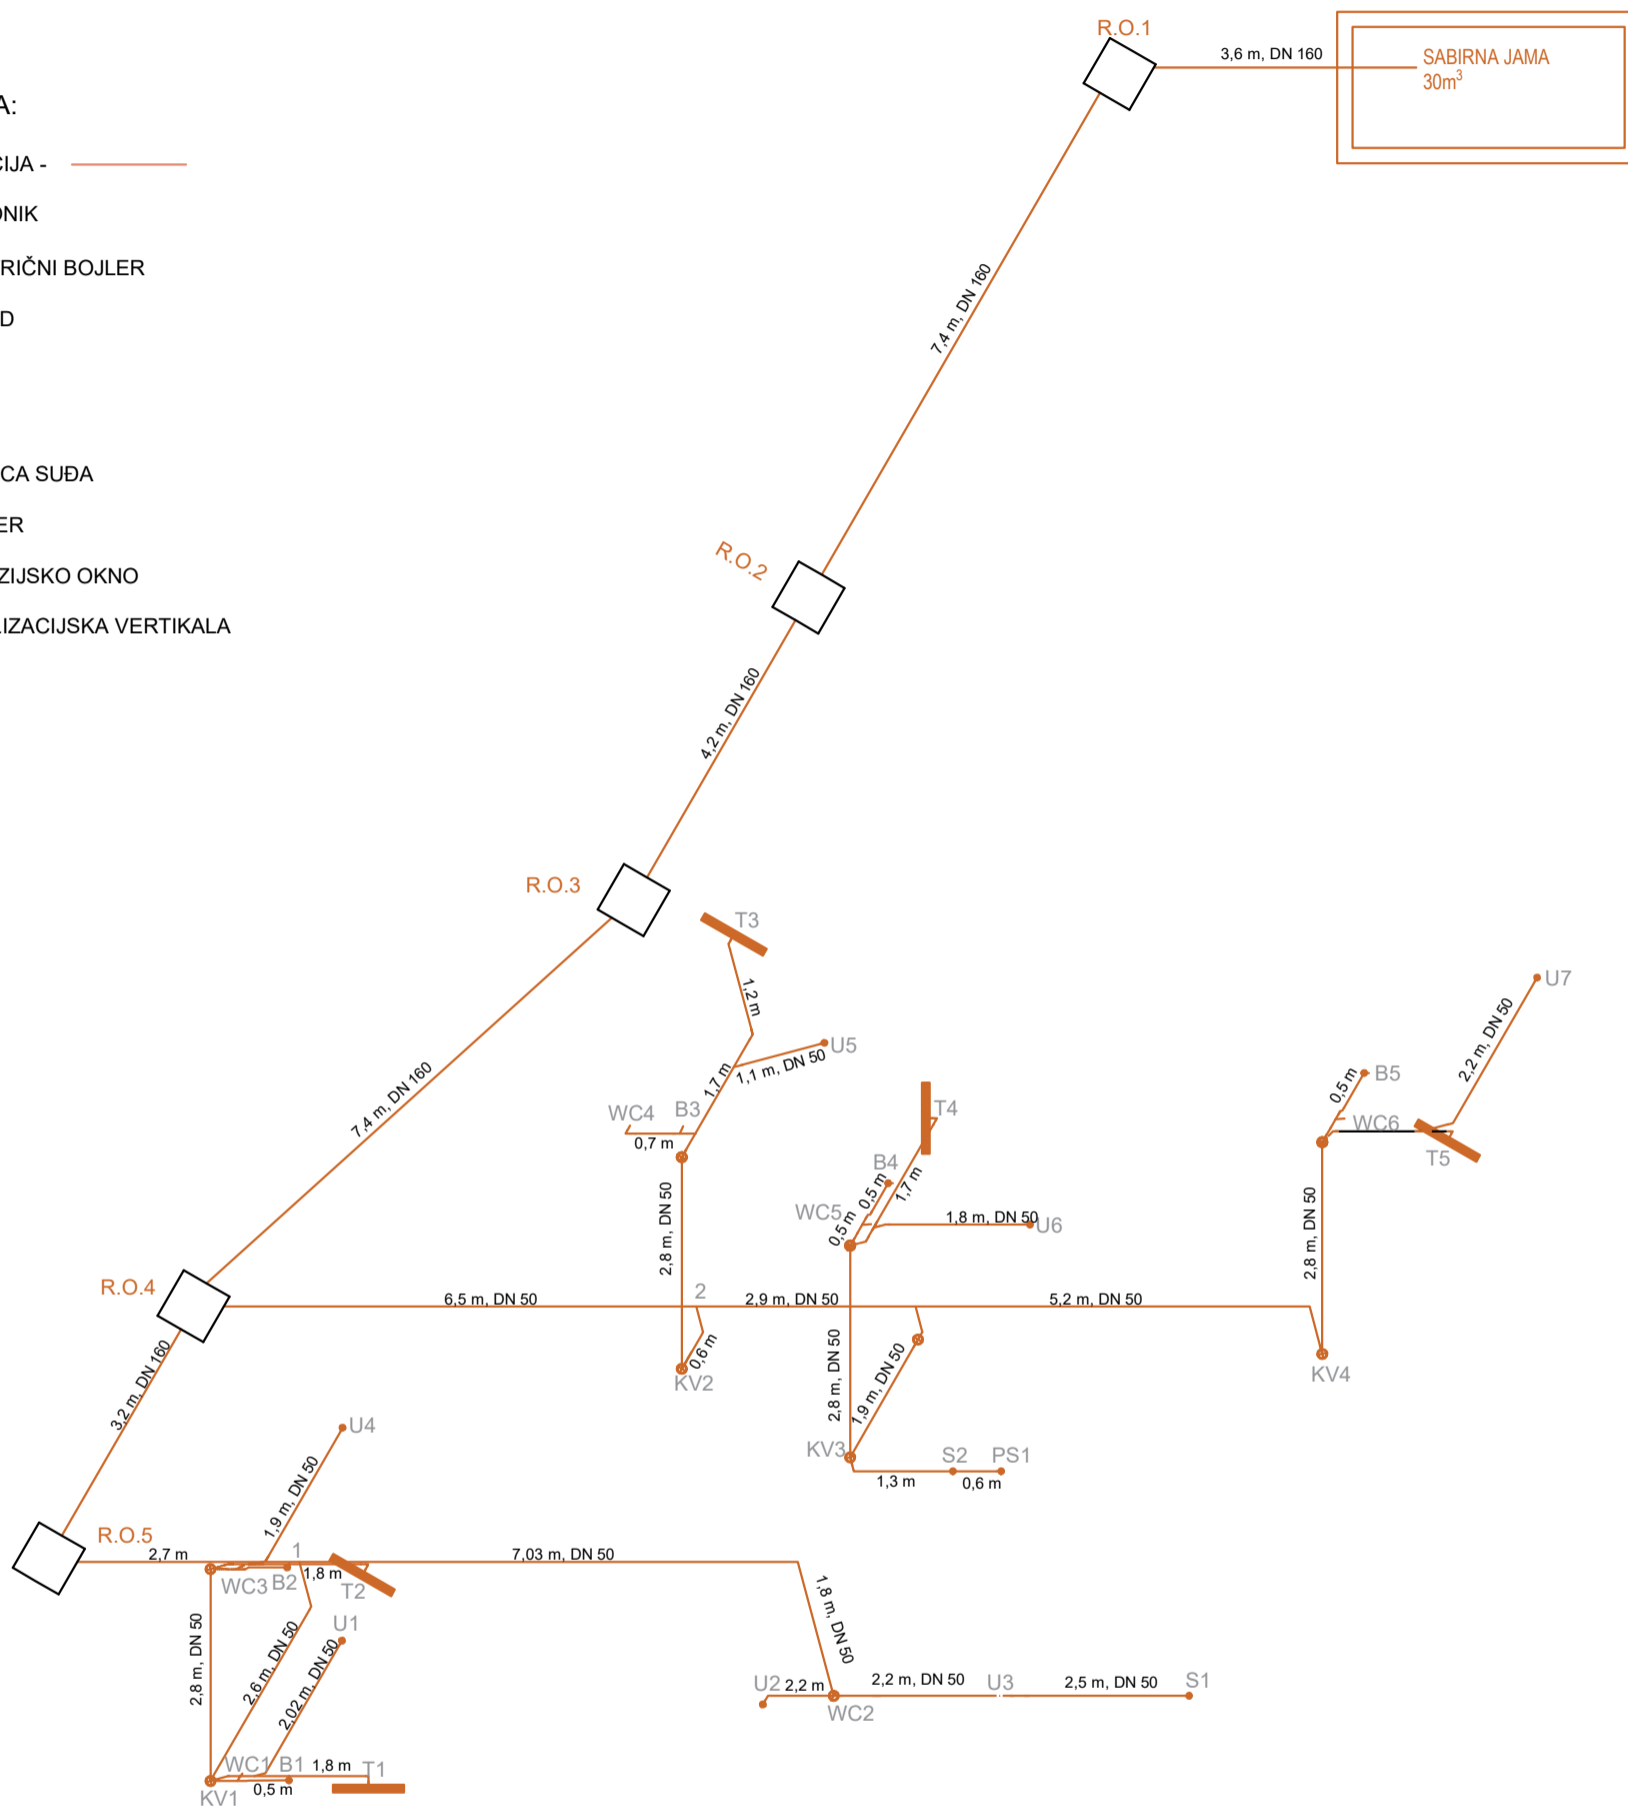 R.O.1
3,6 m, DN 160
SABIRNA JAMA
30m³
A:
CIJA -
ONIK
RIČNI BOJLER
D
CA SUĐA
ER
ZIJSKO OKNO
LIZACIJSKA VERTIKALA
7,4 m, DN 160
R.O.2
4,2 m, DN 160
R.O.3
T3
1,2 m
U5
1,1 m, DN 50
1,7 m
WC4
B3
0,7 m
2,8 m, DN 50
T4
B4
0,5 m
1,7 m
WC5
0,5 m
1,8 m, DN 50
U6
U7
2,2 m, DN 50
B5
0,5 m
WC6
T5
2,8 m, DN 50
7,4 m, DN 160
R.O.4
6,5 m, DN 50
2
2,9 m, DN 50
5,2 m, DN 50
0,6 m
KV2
2,8 m, DN 50
1,9 m, DN 50
KV4
KV3
S2
PS1
1,3 m
0,6 m
3,2 m, DN 160
U4
1,9 m, DN 50
R.O.5
2,7 m
1
7,03 m, DN 50
WC3
B2
1,8 m
T2
U1
2,8 m, DN 50
2,6 m, DN 50
2,02 m, DN 50
1,8 m, DN 50
U2
2,2 m
WC2
2,2 m, DN 50
U3
2,5 m, DN 50
S1
WC1
B1
1,8 m
T1
0,5 m
KV1